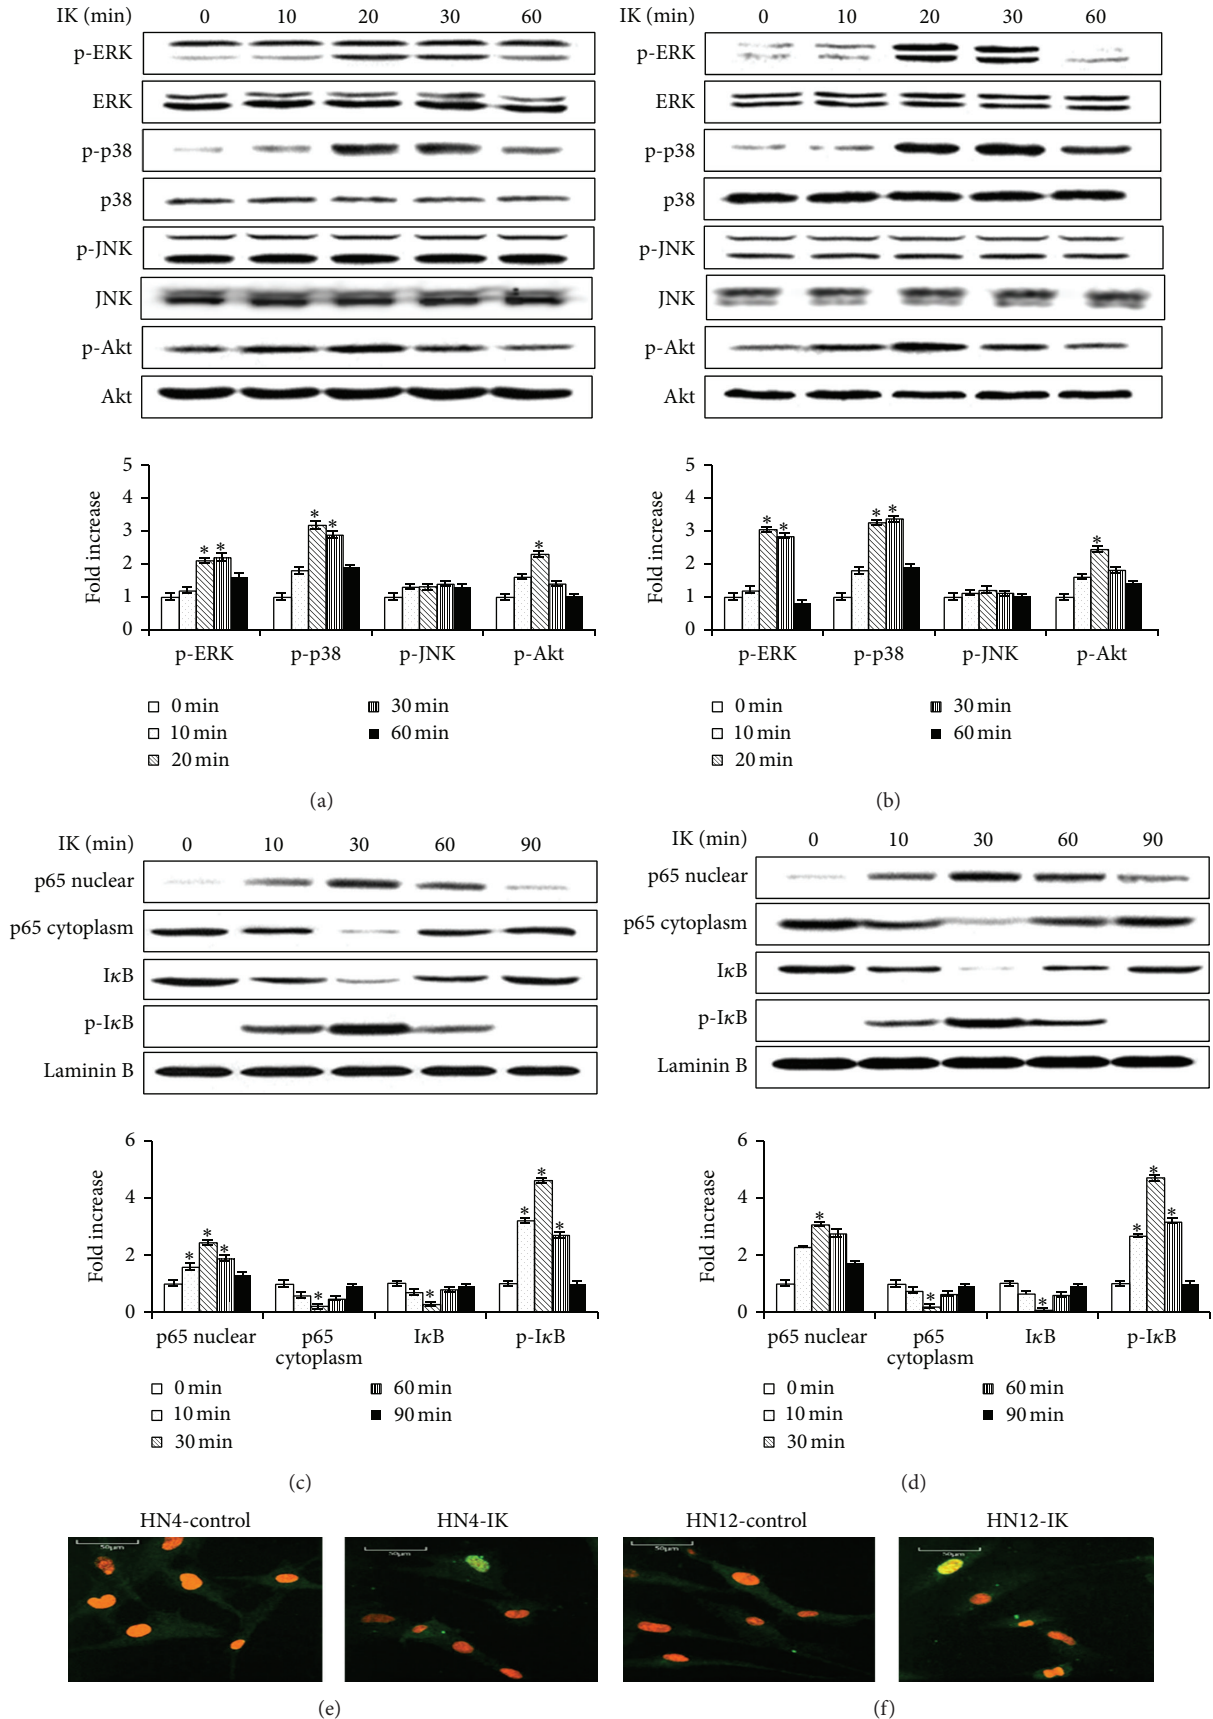 IK (min) 0 10 20 30 60
p-ERK
ERK
p-p38
p38
p-JNK
JNK
p-Akt
Akt
Fold increase
5
4
3
2
1
0
p-ERK p-p38 p-JNK p-Akt
* * * * *
0 min
10 min
20 min
30 min
60 min
(a)
IK (min) 0 10 20 30 60
p-ERK
ERK
p-p38
p38
p-JNK
JNK
p-Akt
Akt
Fold increase
5
4
3
2
1
0
p-ERK p-p38 p-JNK p-Akt
* * * * *
0 min
10 min
20 min
30 min
60 min
(b)
IK (min) 0 10 30 60 90
p65 nuclear
p65 cytoplasm
IκB
p-IκB
Laminin B
Fold increase
6
4
2
0
* * * * * * * *
p65 nuclear p65 cytoplasm IκB p-IκB
0 min
10 min
30 min
60 min
90 min
(c)
IK (min) 0 10 30 60 90
p65 nuclear
p65 cytoplasm
IκB
p-IκB
Laminin B
Fold increase
6
4
2
0
* * * * * *
p65 nuclear p65 cytoplasm IκB p-IκB
0 min
10 min
30 min
60 min
90 min
(d)
HN4-control HN4-IK
50μm 50μm
(e)
HN12-control HN12-IK
50μm 50μm
(f)